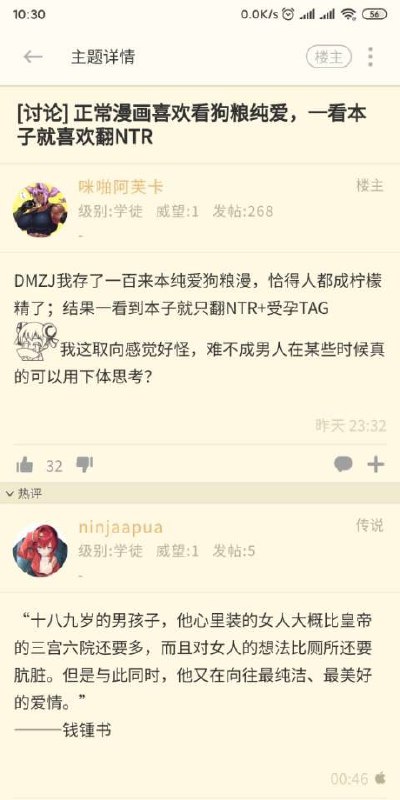 10:30
0.0K/s
56
主题详情
楼主
[讨论] 正常漫画喜欢看狗粮纯爱，一看本
子就喜欢翻NTR
咪啪阿芙卡
楼主
级别:学徒 威望:1 发帖:268
-
DMZJ我存了一百来本纯爱狗粮漫，恰得人都成柠檬
精了；结果一看到本子就只翻NTR+受孕TAG
我这取向感觉好怪，难不成男人在某些时候真
的可以用下体思考？
昨天 23:32
32
热评
ninjaapua
传说
级别:学徒 威望:1 发帖:5
-
“十八九岁的男孩子，他心里装的女人大概比皇帝
的三宫六院还要多，而且对女人的想法比厕所还要
肮脏。但是与此同时，他又在向往最纯洁、最美好
的爱情。”
———钱锺书
00:46